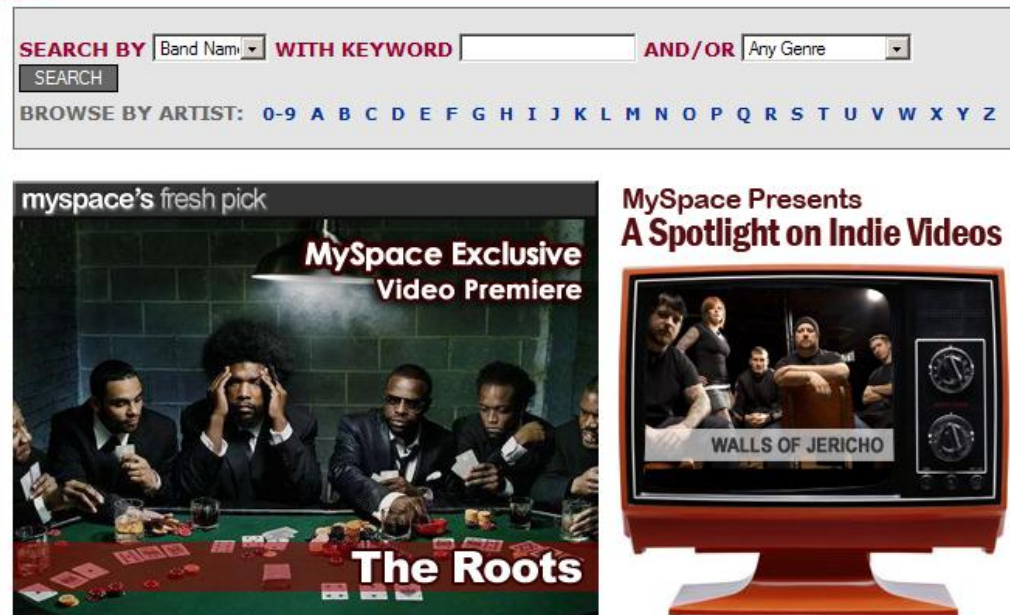 SEARCH BY Band Nam WITH KEYWORD AND/OR Any Genre
SEARCH
BROWSE BY ARTIST: 0-9 A B C D E F G H I J K L M N O P Q R S T U V W X Y Z
myspace's fresh pick
MySpace Exclusive
Video Premiere
The Roots
MySpace Presents
A Spotlight on Indie Videos
WALLS OF JERICHO